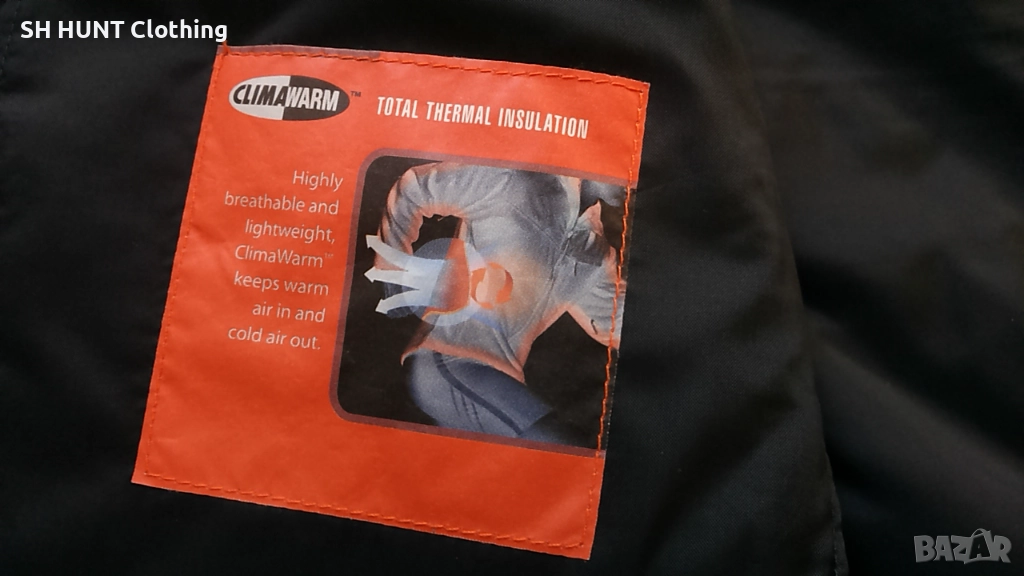 SH HUNT Clothing
CLIMAWARM™ TOTAL THERMAL INSULATION
Highly
breathable and
lightweight,
ClimaWarm™
keeps warm
air in and
cold air out.
BAZAR